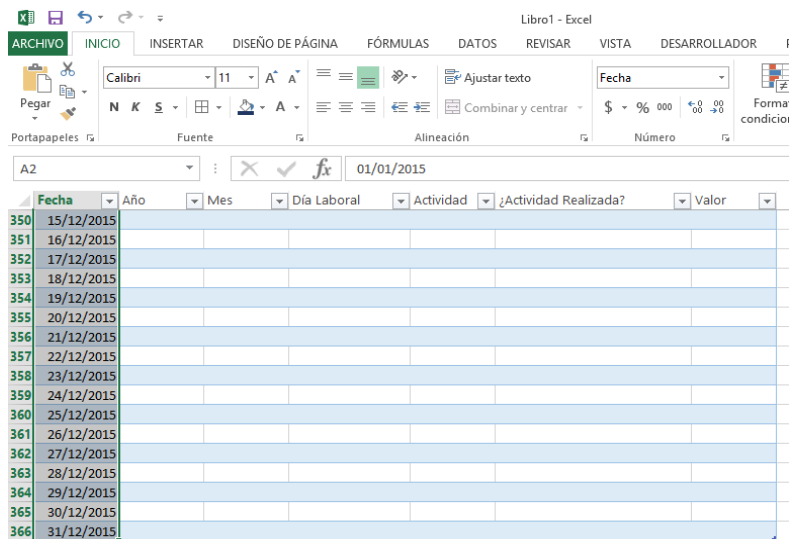 Libro1 - Excel
ARCHIVO INICIO INSERTAR DISEÑO DE PÁGINA FÓRMULAS DATOS REVISAR VISTA DESARROLLADOR
Calibri 11 A A Ajustar texto Fecha
Pegar N K S A Combinar y centrar $ % 000 Format
condicion
Portapapeles Fuente Alineación Número
A2 fx 01/01/2015
Fecha Año Mes Día Laboral Actividad ¿Actividad Realizada? Valor
350 15/12/2015
351 16/12/2015
352 17/12/2015
353 18/12/2015
354 19/12/2015
355 20/12/2015
356 21/12/2015
357 22/12/2015
358 23/12/2015
359 24/12/2015
360 25/12/2015
361 26/12/2015
362 27/12/2015
363 28/12/2015
364 29/12/2015
365 30/12/2015
366 31/12/2015